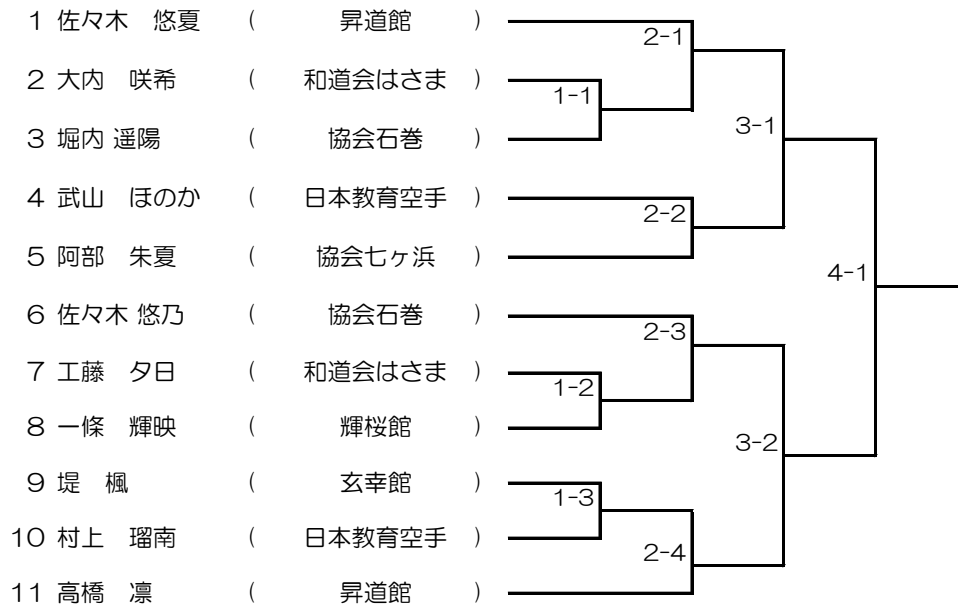 1 佐々木 悠夏 ( 昇道館 )
2-1
2 大内 咲希 ( 和道会はさま )
1-1
3 堀内 遥陽 ( 協会石巻 )
3-1
4 武山 ほのか ( 日本教育空手 )
2-2
5 阿部 朱夏 ( 協会七ヶ浜 )
4-1
6 佐々木 悠乃 ( 協会石巻 )
2-3
7 工藤 夕日 ( 和道会はさま )
1-2
8 一條 輝映 ( 輝桜館 )
3-2
9 堤 楓 ( 玄幸館 )
1-3
10 村上 瑠南 ( 日本教育空手 )
2-4
11 高橋 凛 ( 昇道館 )